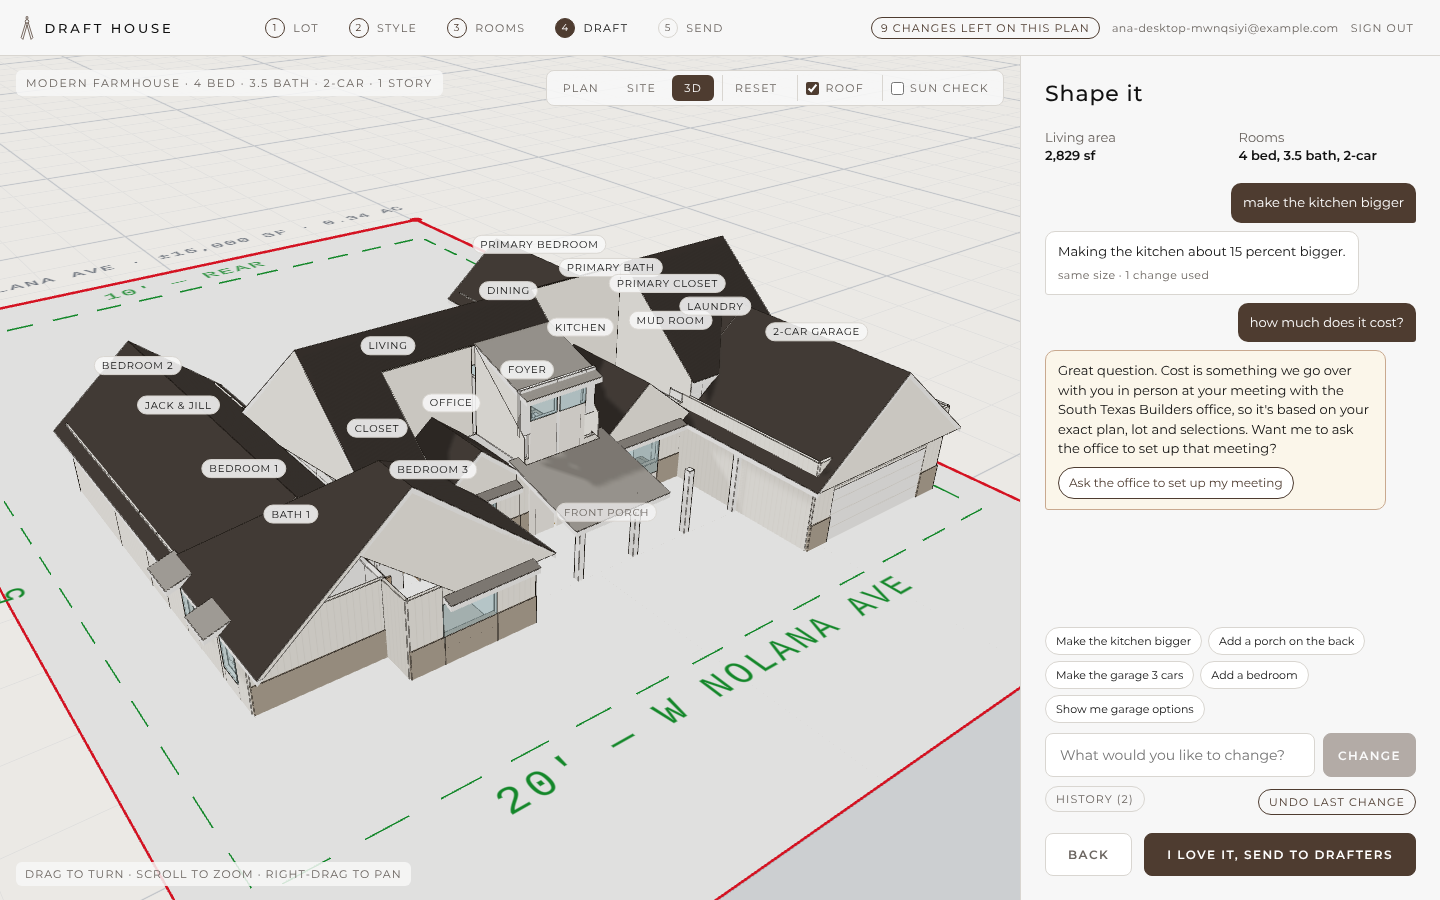 DRAFT HOUSE
1 LOT
2 STYLE
3 ROOMS
4 DRAFT
5 SEND
9 CHANGES LEFT ON THIS PLAN
ana-desktop-mwnqsiyi@example.com
SIGN OUT
MODERN FARMHOUSE · 4 BED · 3.5 BATH · 2-CAR · 1 STORY
PLAN
SITE
3D
RESET
ROOF
SUN CHECK
10' — REAR
PRIMARY BEDROOM
PRIMARY BATH
PRIMARY CLOSET
DINING
LAUNDRY
MUD ROOM
KITCHEN
2-CAR GARAGE
LIVING
BEDROOM 2
FOYER
JACK & JILL
OFFICE
CLOSET
BEDROOM 1
BEDROOM 3
BATH 1
FRONT PORCH
20' — W NOLANA AVE
DRAG TO TURN · SCROLL TO ZOOM · RIGHT-DRAG TO PAN
Shape it
Living area
2,829 sf
Rooms
4 bed, 3.5 bath, 2-car
make the kitchen bigger
Making the kitchen about 15 percent bigger.
same size · 1 change used
how much does it cost?
Great question. Cost is something we go over
with you in person at your meeting with the
South Texas Builders office, so it's based on your
exact plan, lot and selections. Want me to ask
the office to set up that meeting?
Ask the office to set up my meeting
Make the kitchen bigger
Add a porch on the back
Make the garage 3 cars
Add a bedroom
Show me garage options
What would you like to change?
CHANGE
HISTORY (2)
UNDO LAST CHANGE
BACK
I LOVE IT, SEND TO DRAFTERS